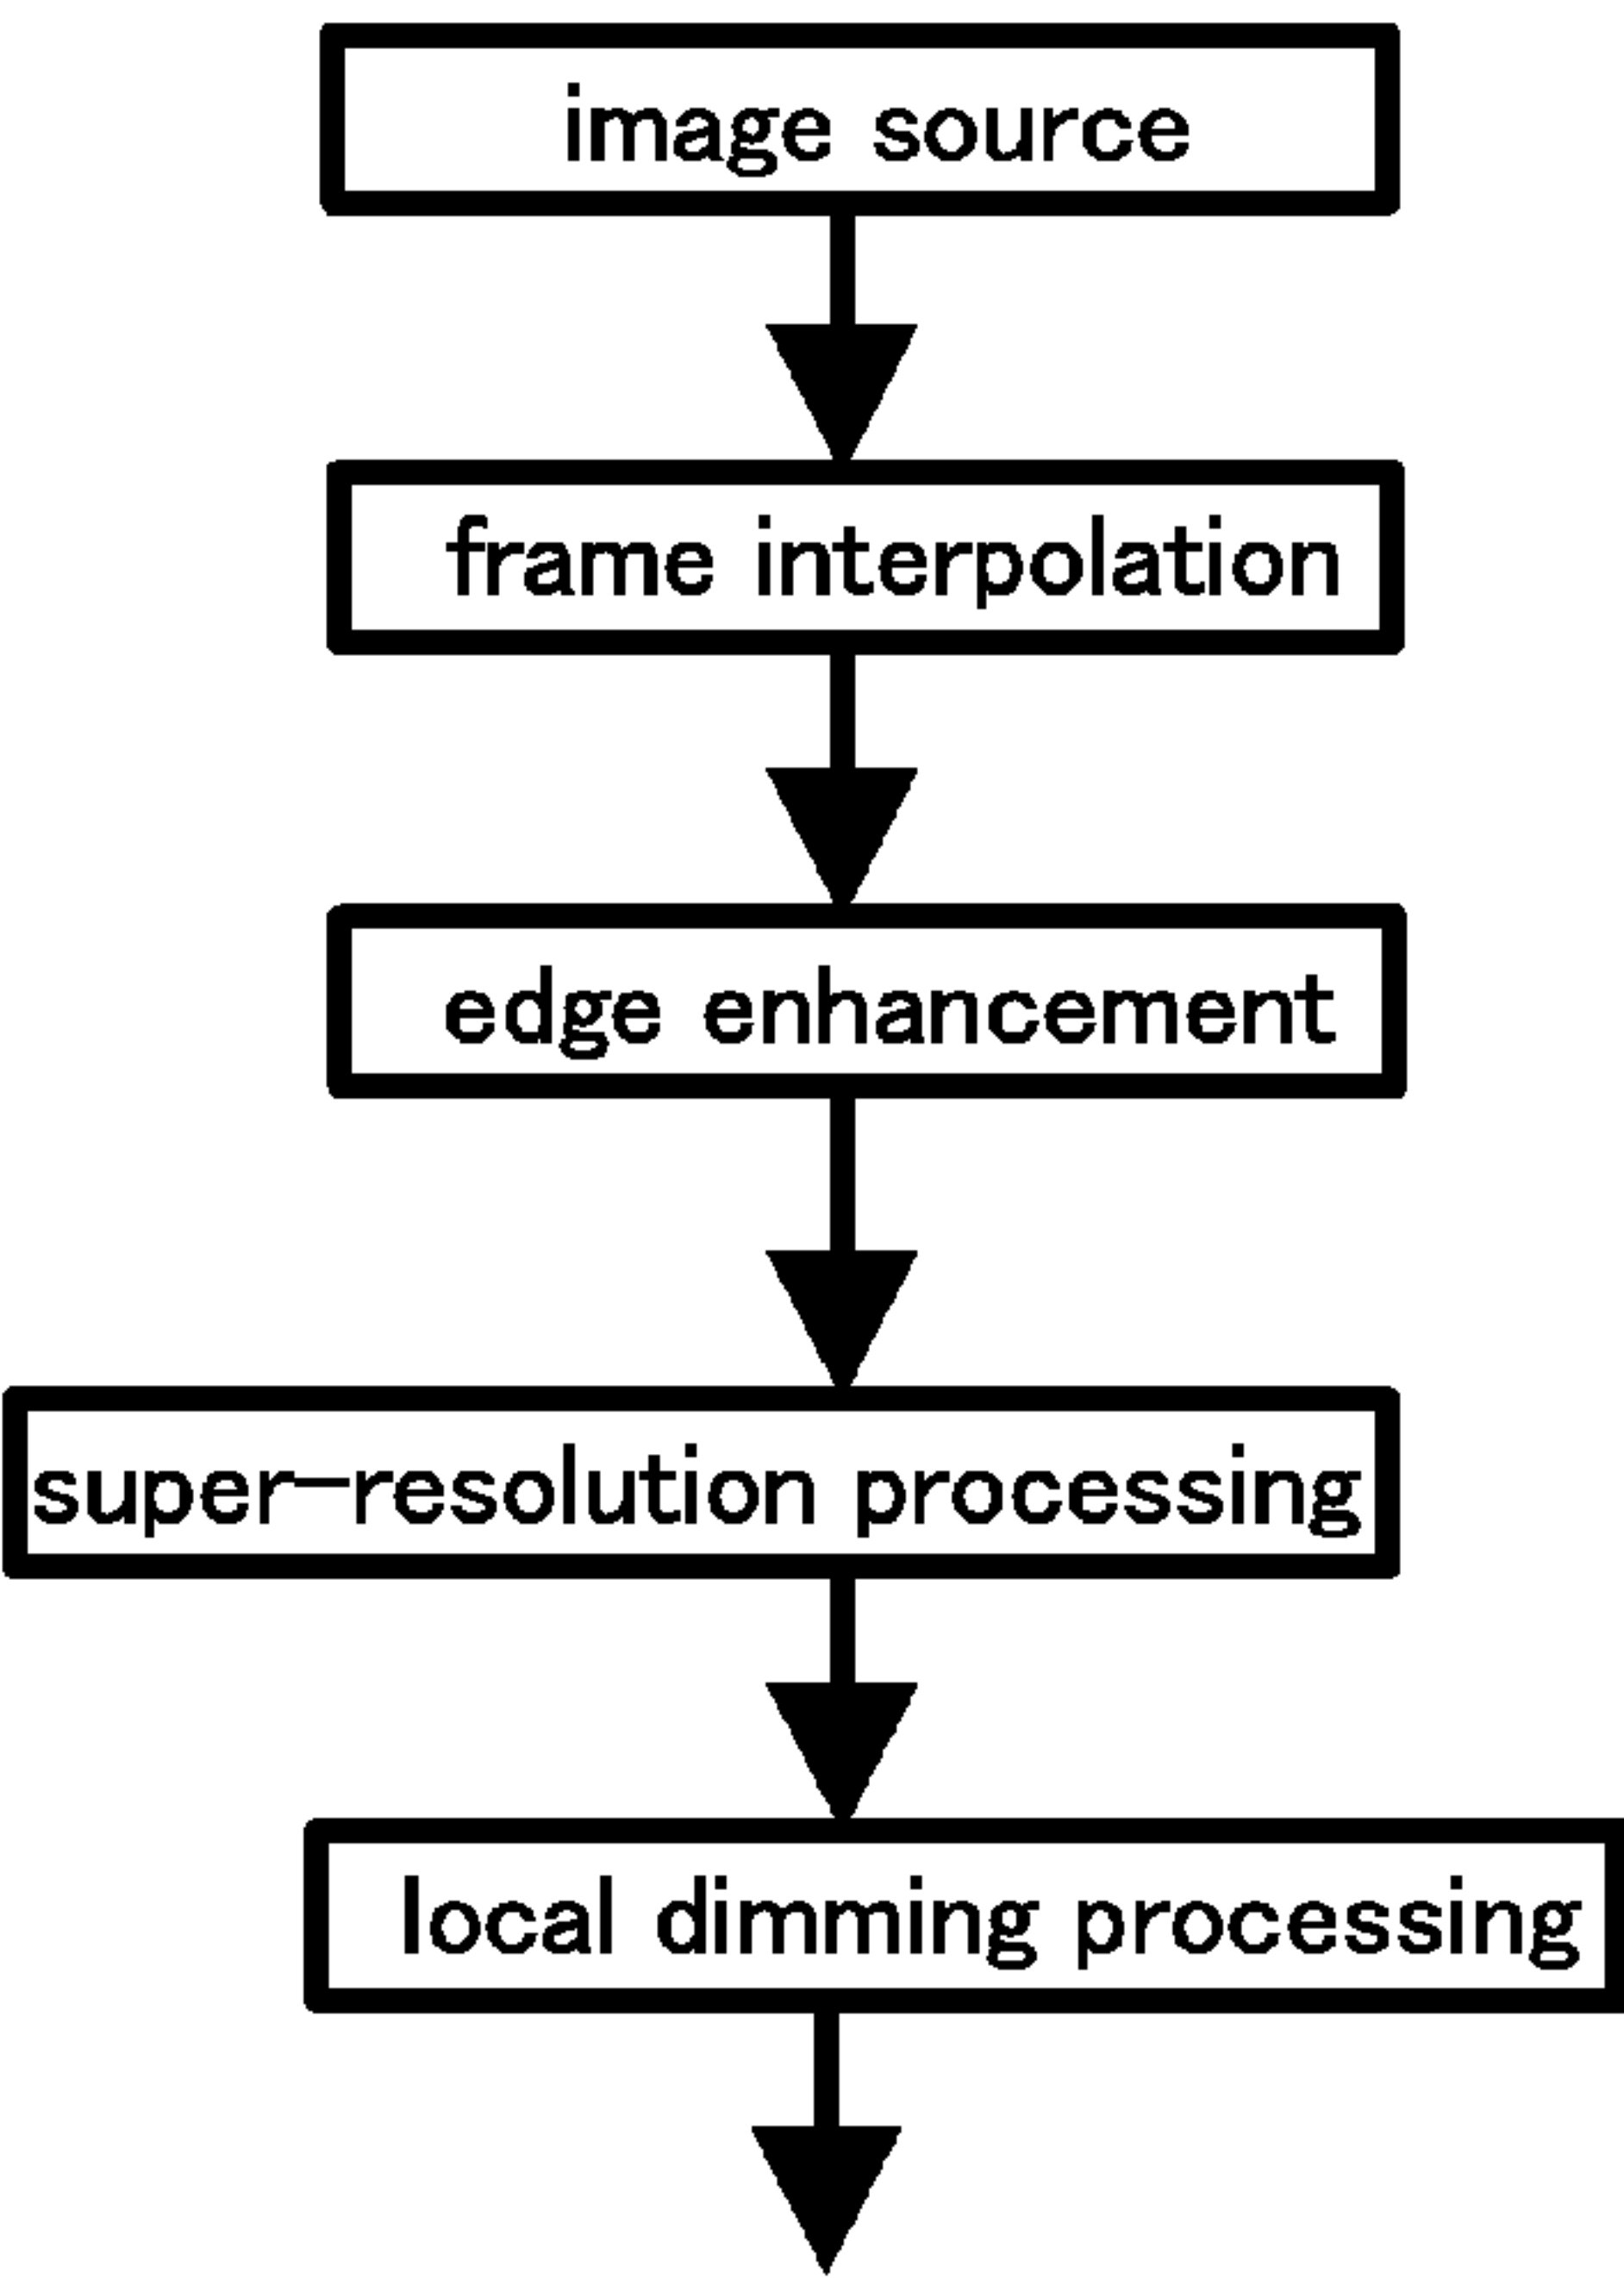 image source
frame interpolation
edge enhancement
super-resolution processing
local dimming processing